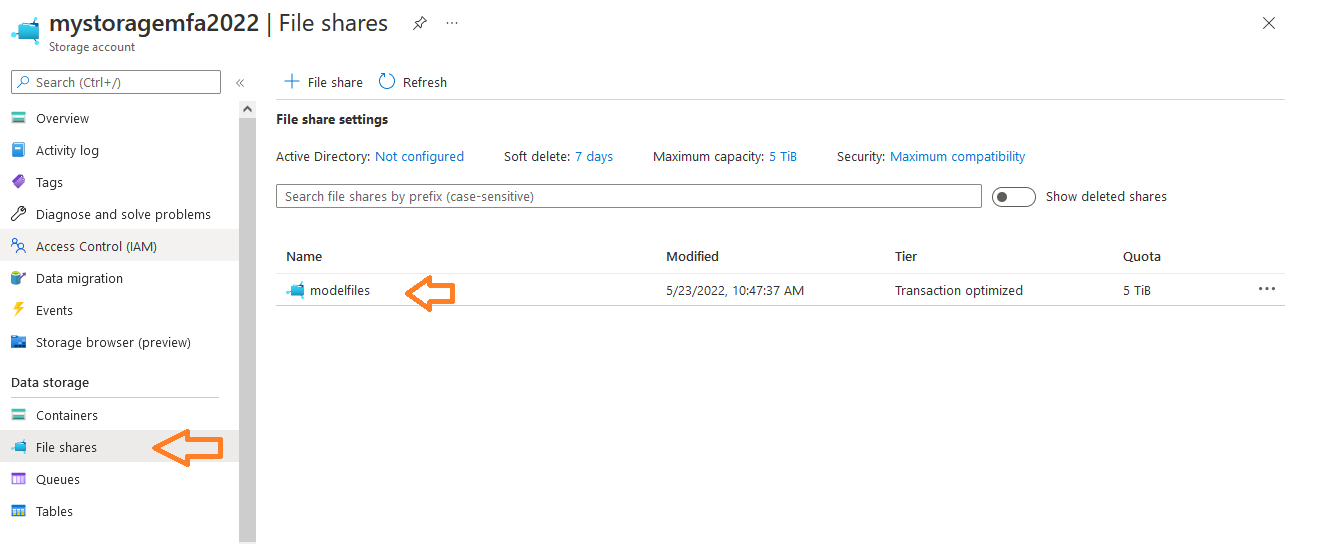 mystoragemfa2022 | File shares
Storage account
Search (Ctrl+/)
Overview
Activity log
Tags
Diagnose and solve problems
Access Control (IAM)
Data migration
Events
Storage browser (preview)
Data storage
Containers
File shares
Queues
Tables
File share Refresh
File share settings
Active Directory: Not configured Soft delete: 7 days Maximum capacity: 5 TiB Security: Maximum compatibility
Search file shares by prefix (case-sensitive) Show deleted shares
Name Modified Tier Quota
modelfiles 5/23/2022, 10:47:37 AM Transaction optimized 5 TiB